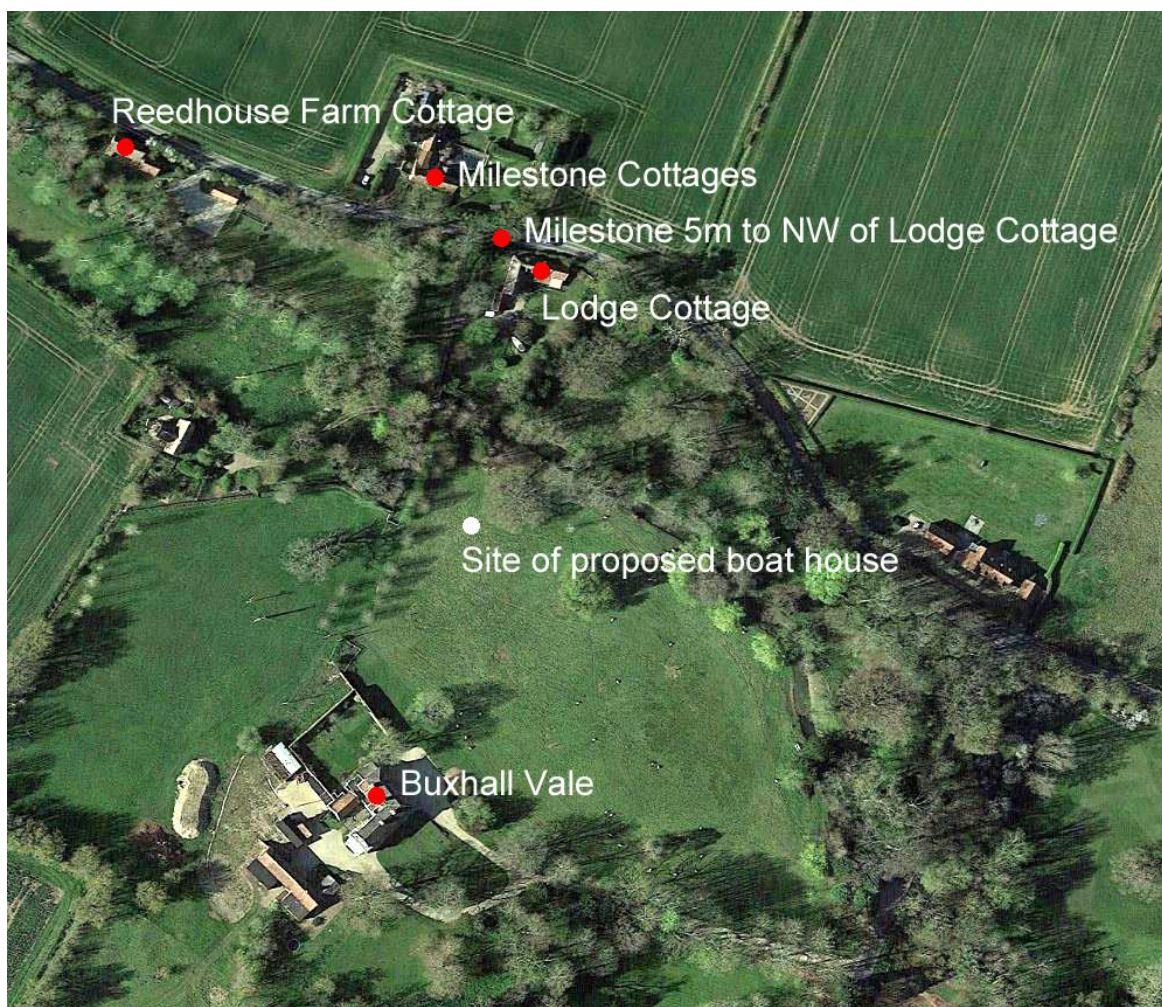 Reedhouse Farm Cottage
Milestone Cottages
Milestone 5m to NW of Lodge Cottage
Lodge Cottage
Site of proposed boat house
Buxhall Vale